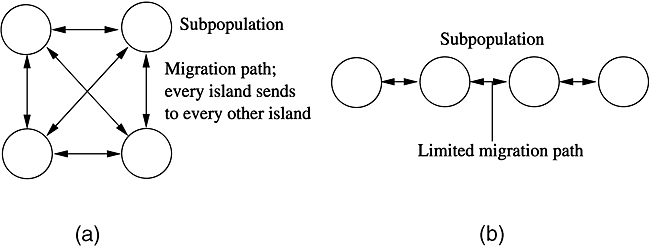 Subpopulation
Migration path;
every island sends
to every other island
(a)
Subpopulation
Limited migration path
(b)